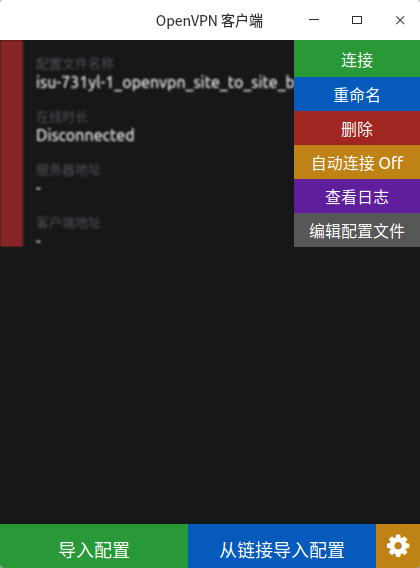 OpenVPN 客户端
配置文件名称
isu-731yl-1_openvpn_site_to_site_b
在线时长
Disconnected
服务器地址
-
客户端地址
-
连接
重命名
删除
自动连接 Off
查看日志
编辑配置文件
导入配置
从链接导入配置